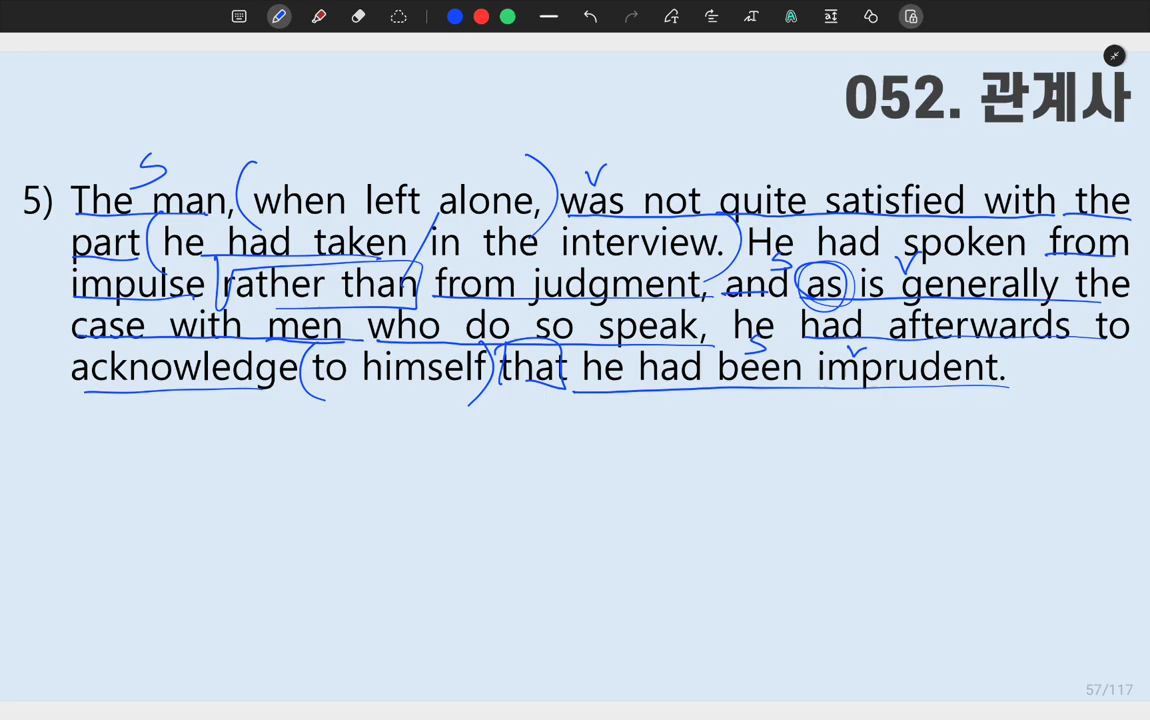 052. 관계사
S
V
5) The man, (when left alone,) was not quite satisfied with the
part (he had taken in the interview.) He had spoken from
S V
impulse rather than from judgment, and as is generally the
case with men who do so speak, he had afterwards to
S V
acknowledge (to himself) that he had been imprudent.
57/117